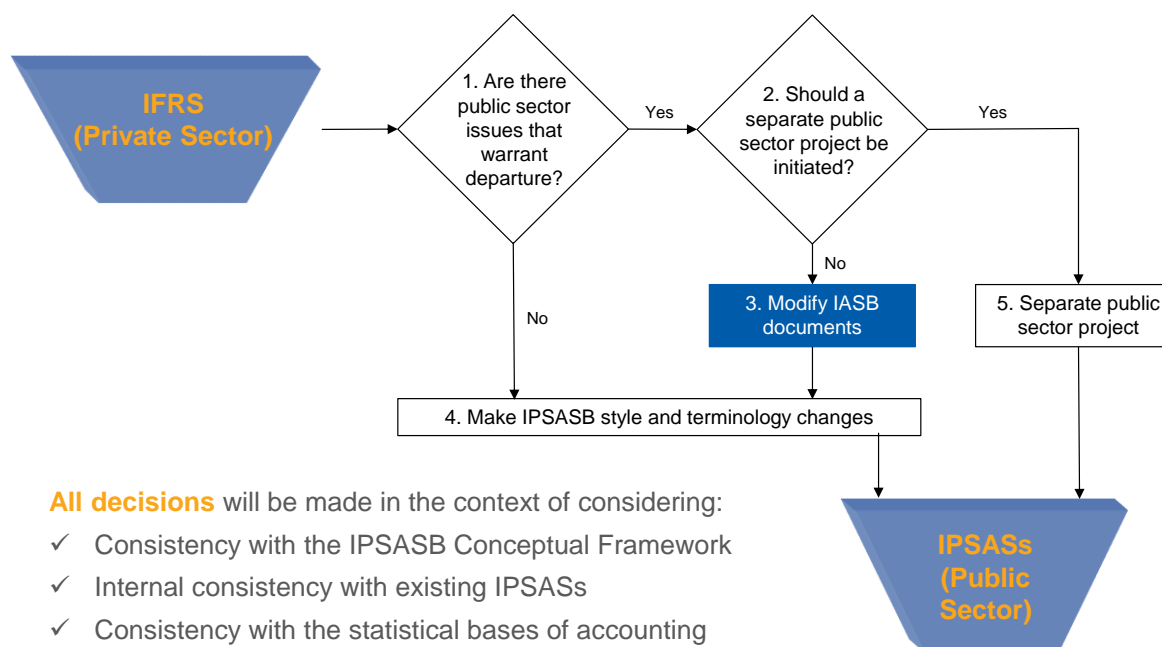 IFRS
(Private Sector)
1. Are there
public sector
issues that
warrant
departure?
Yes
2. Should a
separate public
sector project be
initiated?
Yes
No
No
3. Modify IASB
documents
5. Separate public
sector project
4. Make IPSASB style and terminology changes
All decisions will be made in the context of considering:
✓ Consistency with the IPSASB Conceptual Framework
✓ Internal consistency with existing IPSASs
✓ Consistency with the statistical bases of accounting
IPSASs
(Public
Sector)